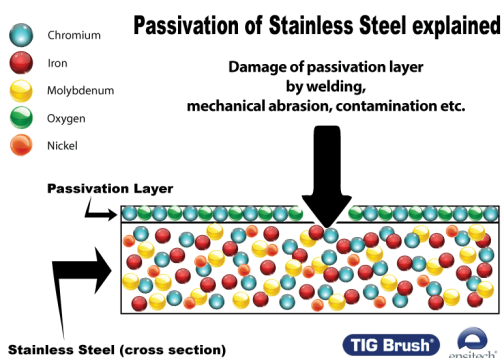 Passivation of Stainless Steel explained
Chromium
Iron
Molybdenum
Oxygen
Nickel
Damage of passivation layer
by welding,
mechanical abrasion, contamination etc.
Passivation Layer
Stainless Steel (cross section)
TIG Brush®
ensitech®